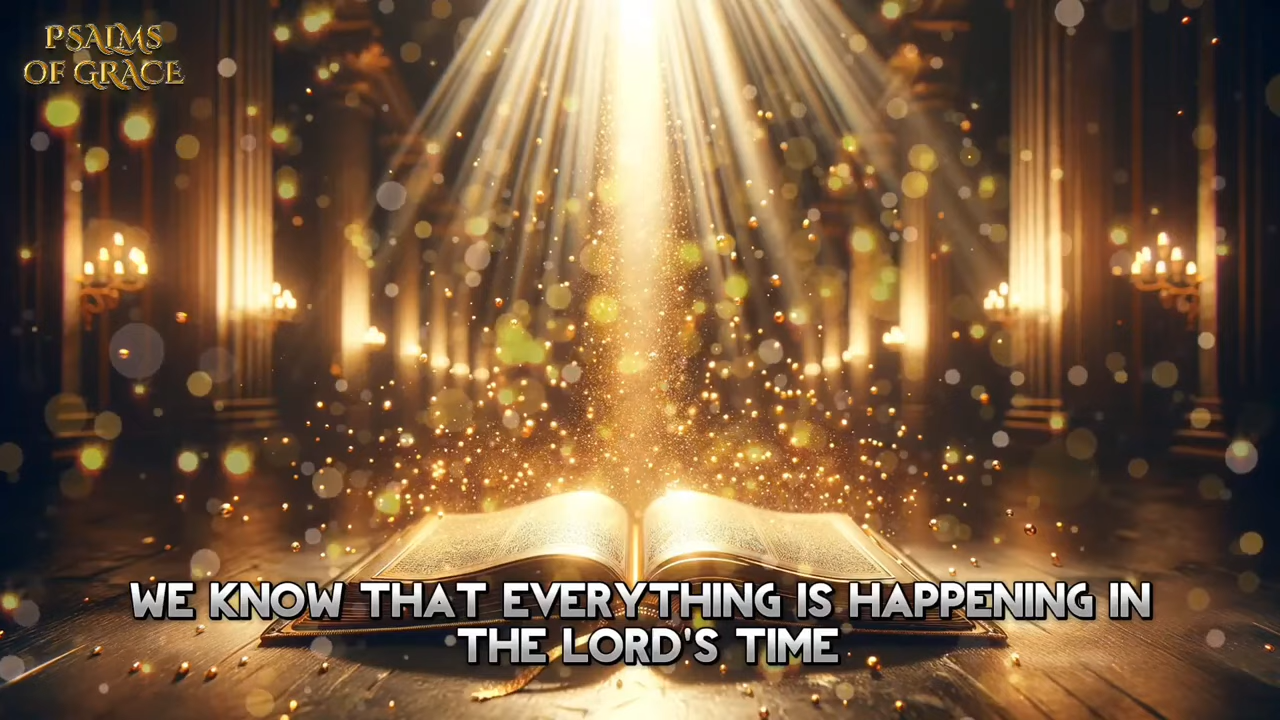 PSALMS
OF GRACE
WE KNOW THAT EVERYTHING IS HAPPENING IN
THE LORD'S TIME